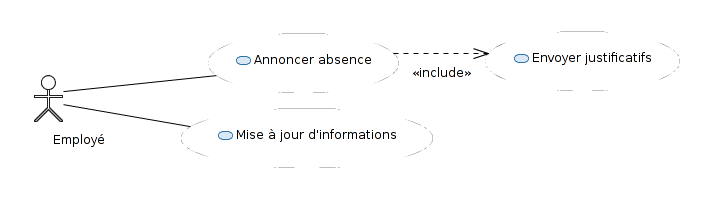 Annoncer absence
Envoyer justificatifs
«include»
Employé
Mise à jour d'informations